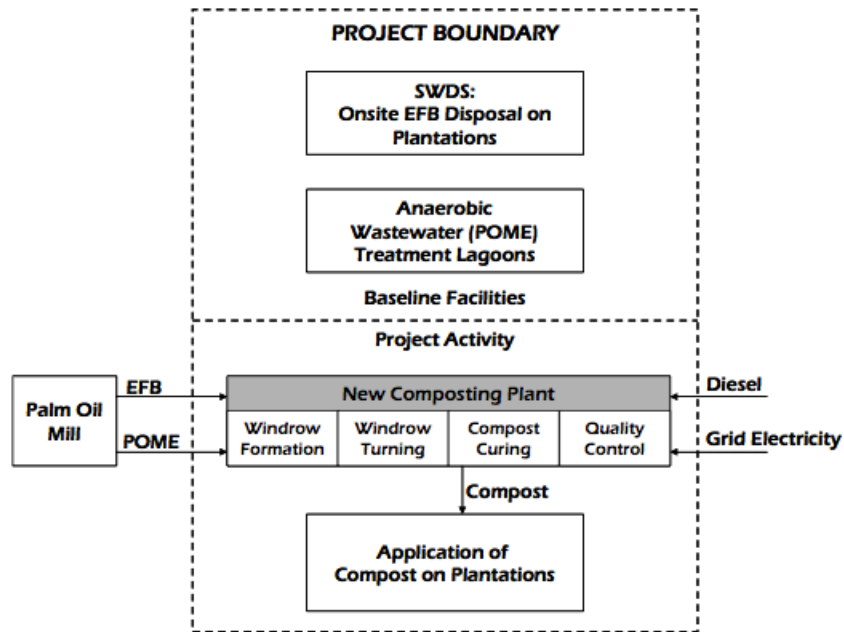 PROJECT BOUNDARY
SWDS:
Onsite EFB Disposal on
Plantations
Anaerobic
Wastewater (POME)
Treatment Lagoons
Baseline Facilities
Project Activity
Palm Oil
Mill
EFB
POME
New Composting Plant
Windrow
Formation
Windrow
Turning
Compost
Curing
Quality
Control
Diesel
Grid Electricity
Compost
Application of
Compost on Plantations